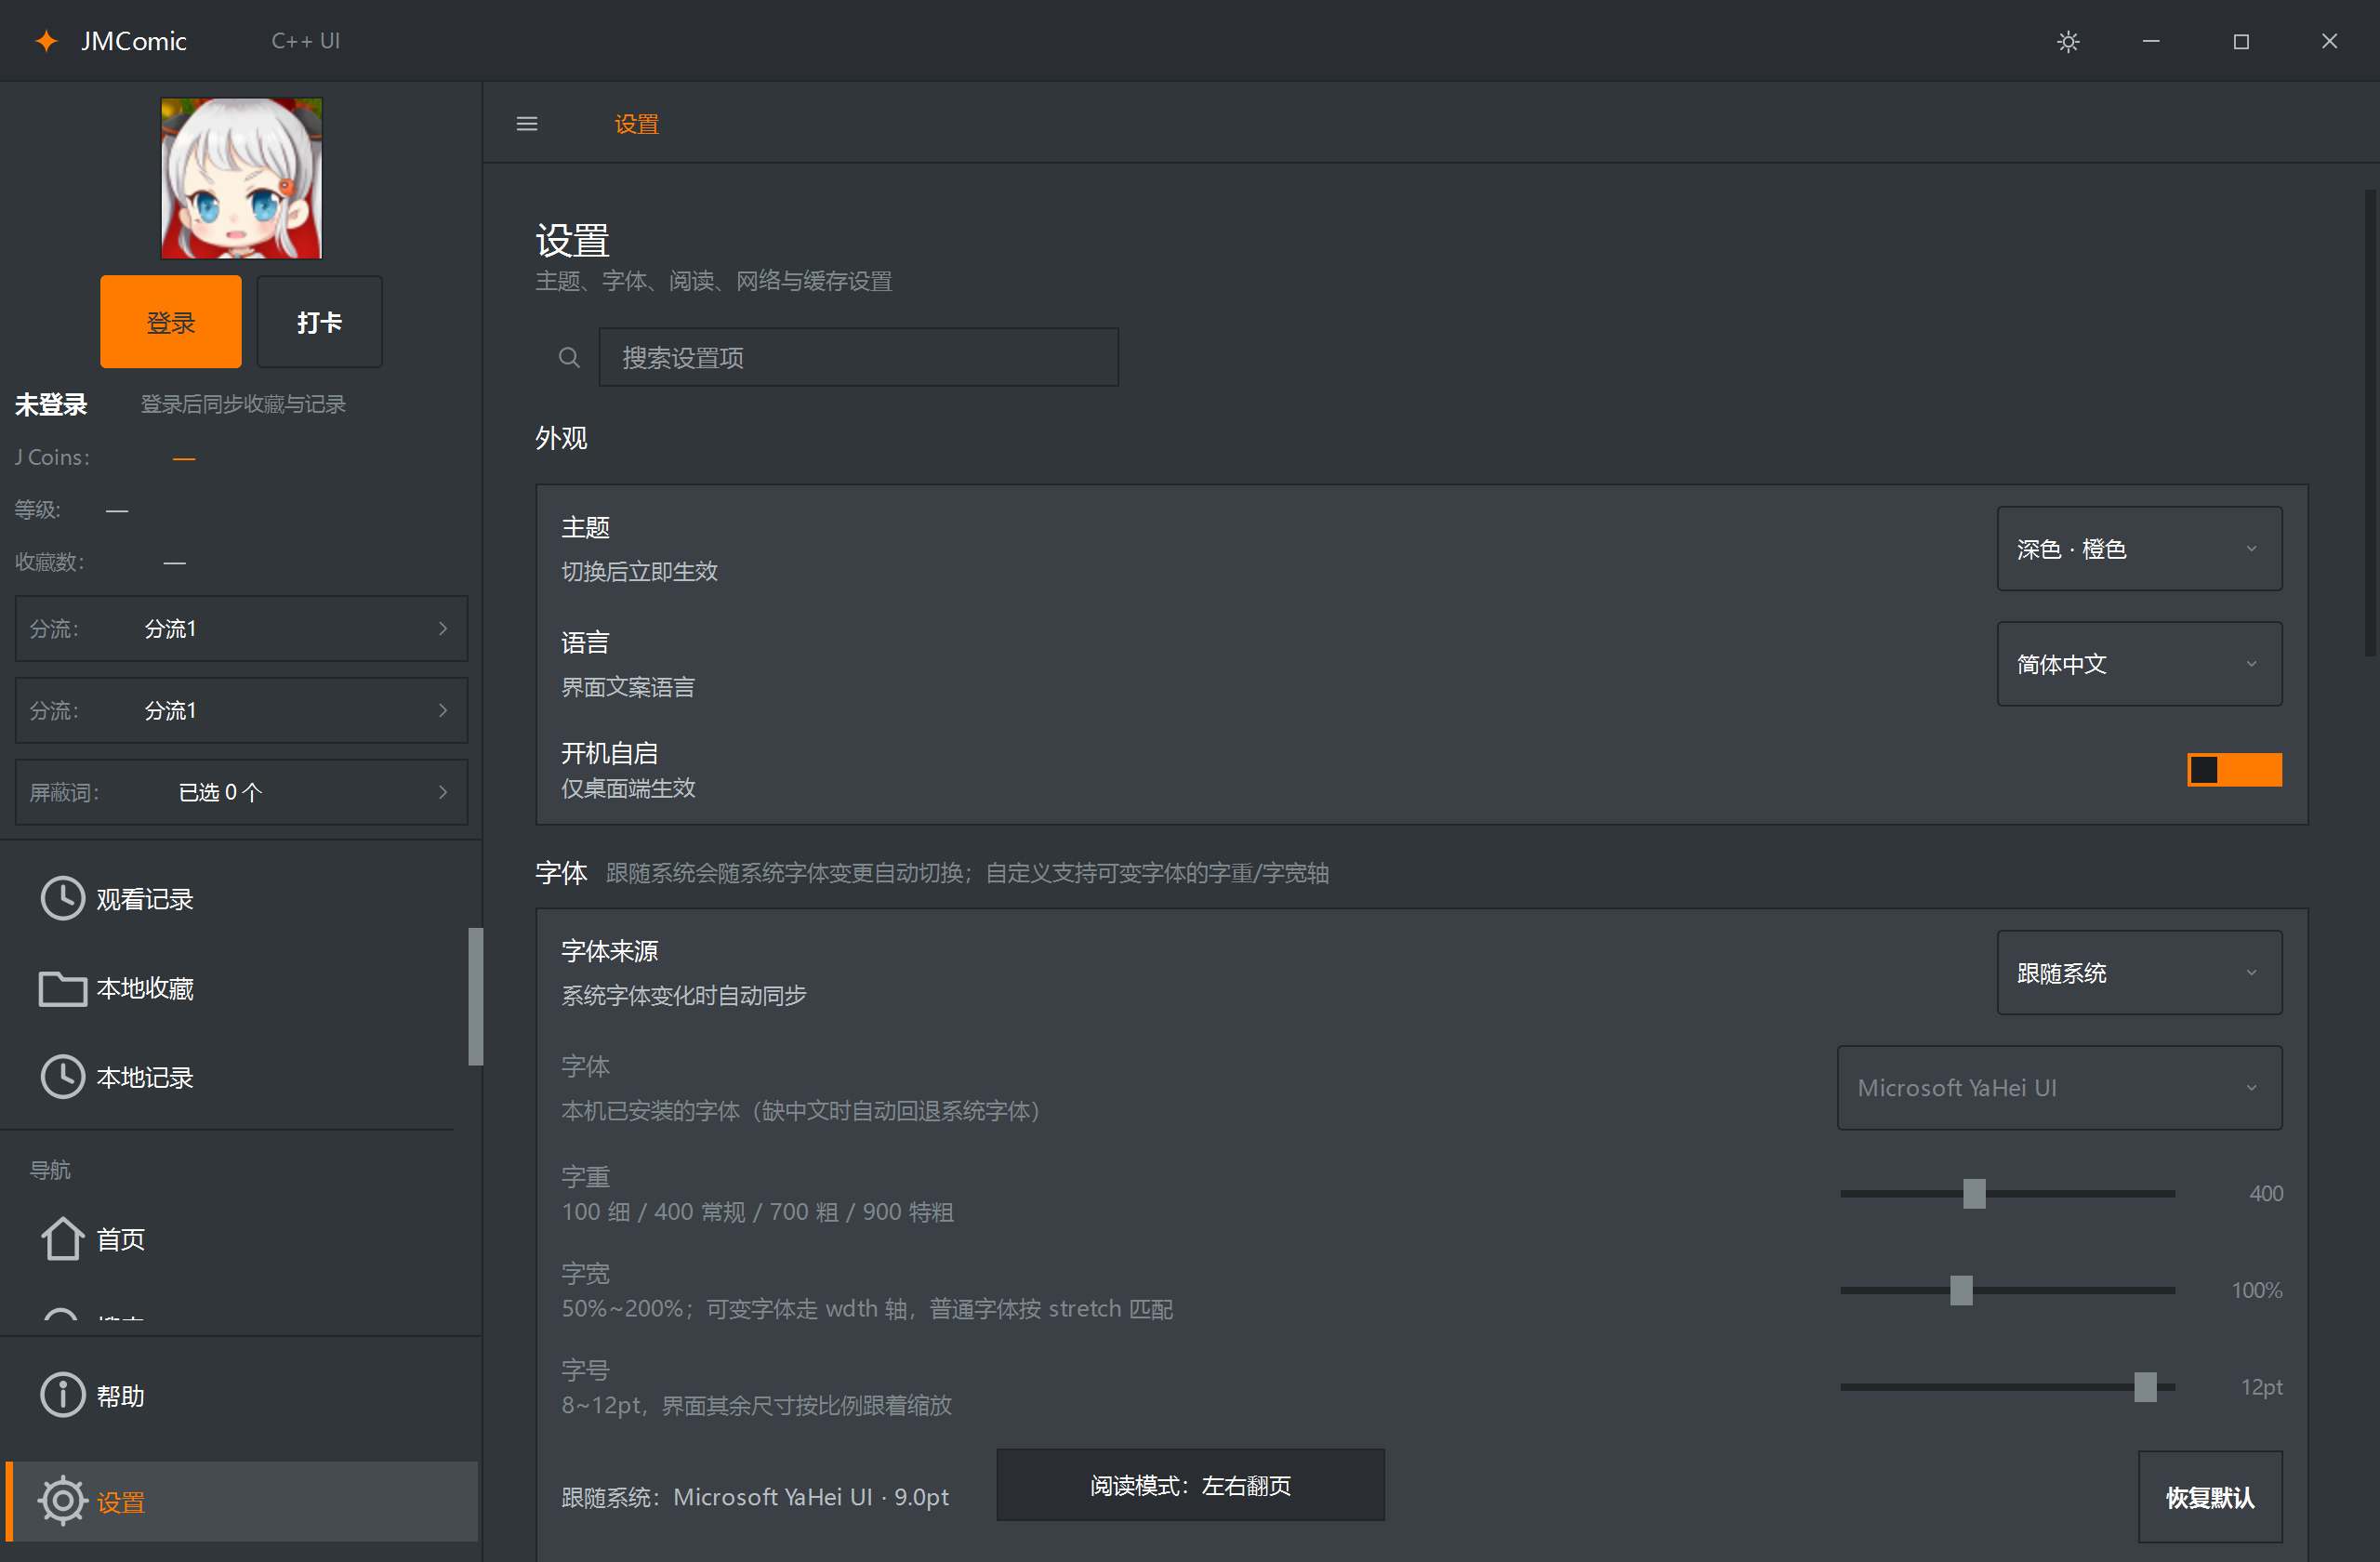 JMComic
C++ UI
登录
打卡
未登录
登录后同步收藏与记录
J Coins:
—
等级:
—
收藏数:
—
分流:
分流1
分流:
分流1
屏蔽词:
已选 0 个
观看记录
本地收藏
本地记录
导航
首页
帮助
设置
设置
设置
主题、字体、阅读、网络与缓存设置
搜索设置项
外观
主题
切换后立即生效
深色 · 橙色
语言
界面文案语言
简体中文
开机自启
仅桌面端生效
字体 跟随系统会随系统字体变更自动切换；自定义支持可变字体的字重/字宽轴
字体来源
系统字体变化时自动同步
跟随系统
字体
本机已安装的字体（缺中文时自动回退系统字体）
Microsoft YaHei UI
字重
100 细 / 400 常规 / 700 粗 / 900 特粗
400
字宽
50%~200%；可变字体走 wdth 轴，普通字体按 stretch 匹配
100%
字号
8~12pt，界面其余尺寸按比例跟着缩放
12pt
跟随系统：Microsoft YaHei UI · 9.0pt
阅读模式：左右翻页
恢复默认